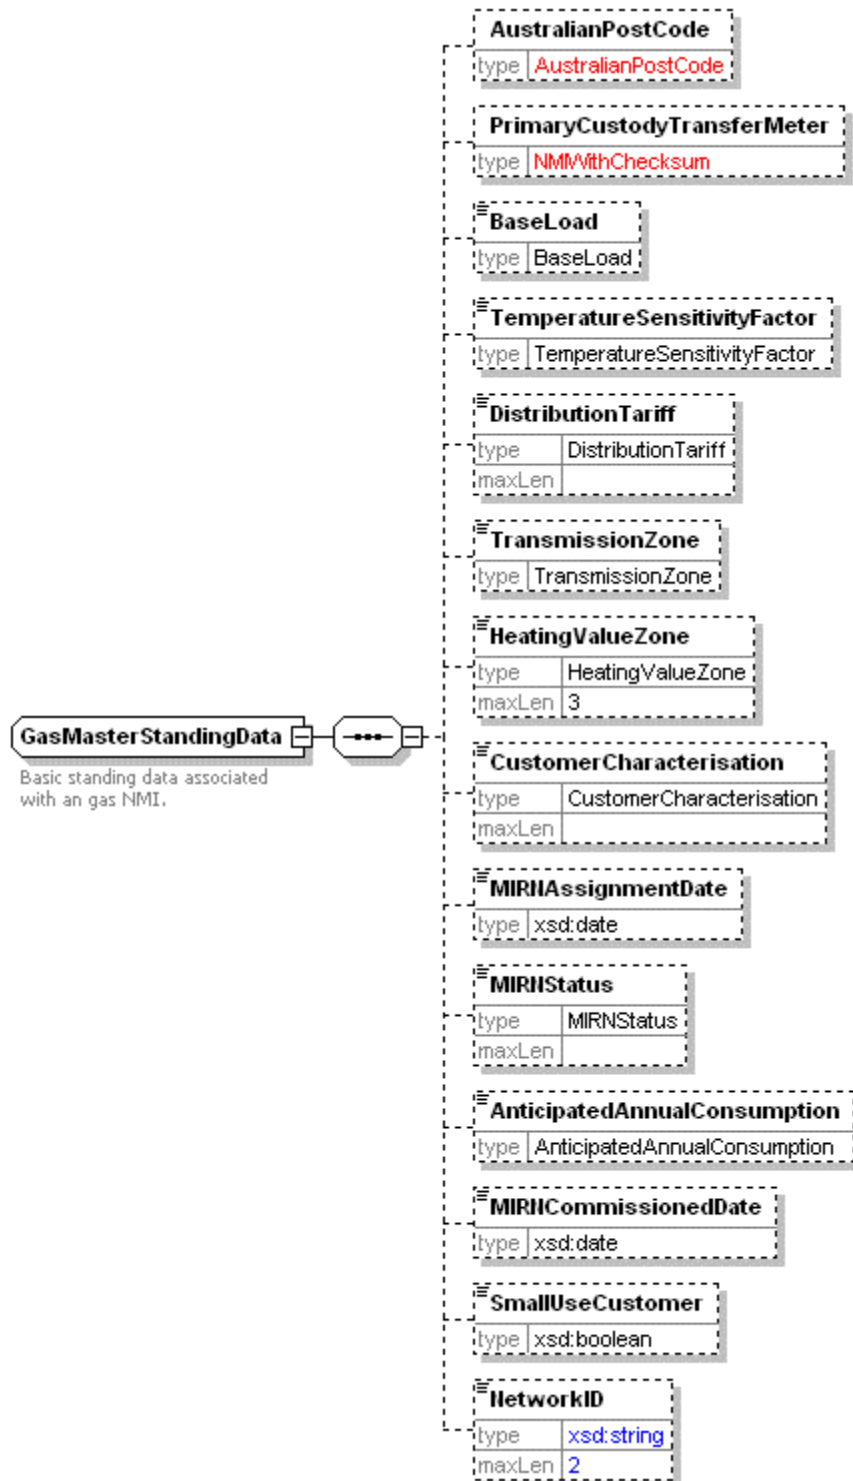 AustralianPostCode
type AustralianPostCode
PrimaryCustodyTransferMeter
type NMIWithChecksum
BaseLoad
type BaseLoad
TemperatureSensitivityFactor
type TemperatureSensitivityFactor
DistributionTariff
type DistributionTariff
maxLen
TransmissionZone
type TransmissionZone
HeatingValueZone
type HeatingValueZone
maxLen 3
GasMasterStandingData
Basic standing data associated
with an gas NMI.
CustomerCharacterisation
type CustomerCharacterisation
maxLen
MIRNAssignmentDate
type xsd:date
MIRNStatus
type MIRNStatus
maxLen
AnticipatedAnnualConsumption
type AnticipatedAnnualConsumption
MIRNCommissionedDate
type xsd:date
SmallUseCustomer
type xsd:boolean
NetworkID
type xsd:string
maxLen 2